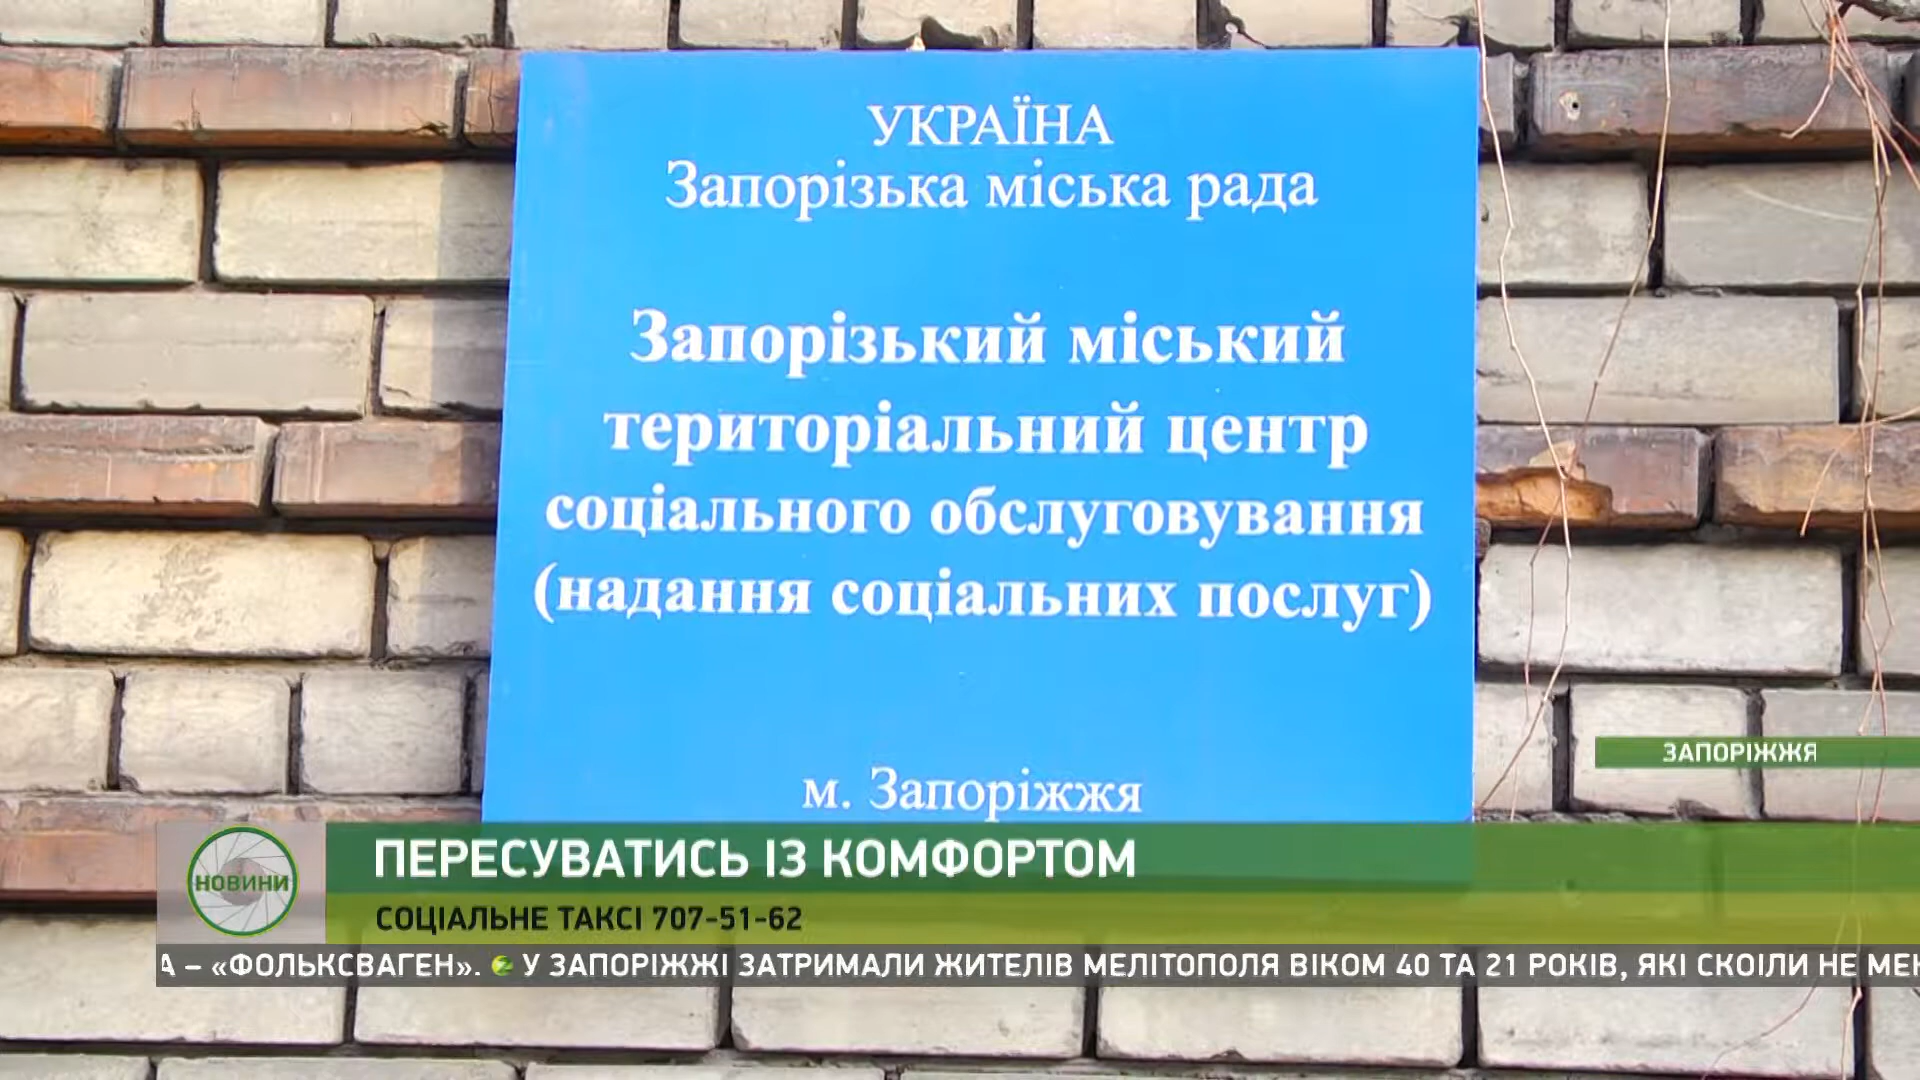 УКРАЇНА
Запорізька міська рада
Запорізький міський
територіальний центр
соціального обслуговування
(надання соціальних послуг)
м. Запоріжжя
ЗАПОРІЖЖЯ
ПЕРЕСУВАТИСЬ ІЗ КОМФОРТОМ
НОВИНИ
СОЦІАЛЬНЕ ТАКСІ 707-51-62
А – «ФОЛЬКСВАГЕН». У ЗАПОРІЖЖІ ЗАТРИМАЛИ ЖИТЕЛІВ МЕЛІТОПОЛЯ ВІКОМ 40 ТА 21 РОКІВ, ЯКІ СКОЇЛИ НЕ